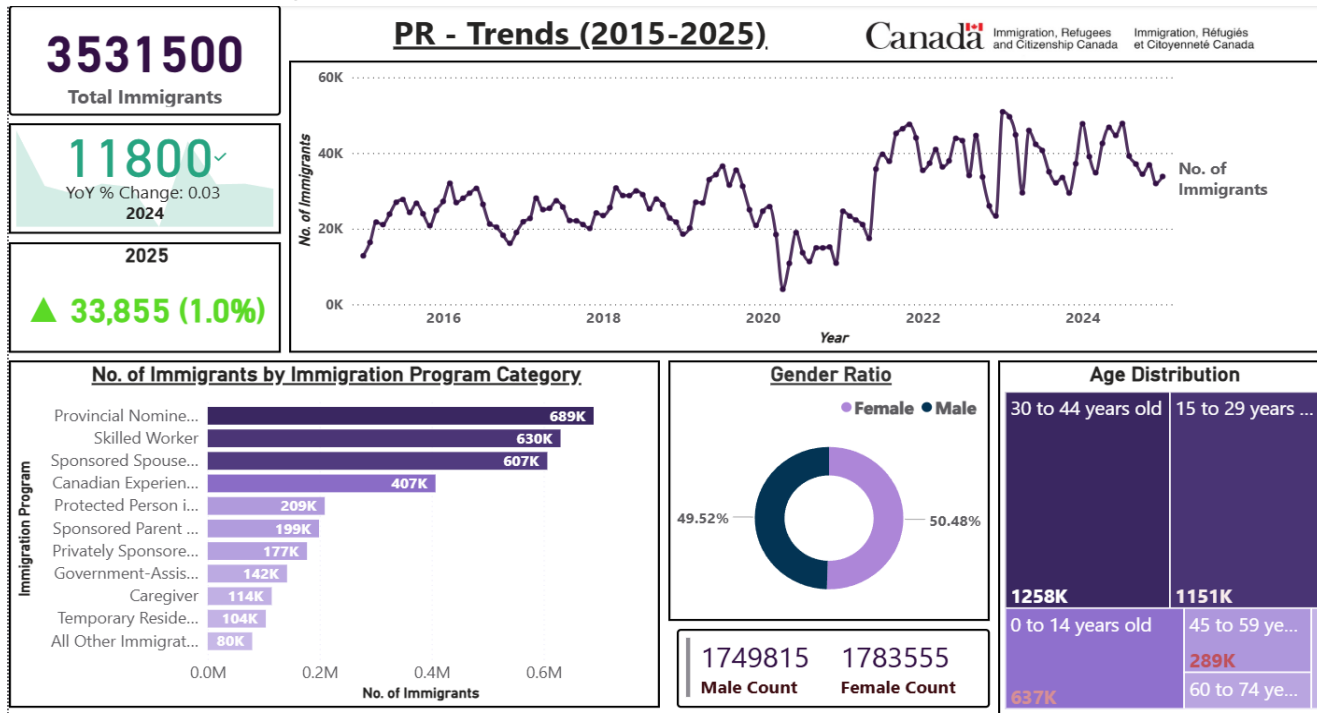 3531500
Total Immigrants
PR - Trends (2015-2025)
Canada
Immigration, Refugees
and Citizenship Canada
Immigration, Réfugiés
et Citoyenneté Canada
11800
YoY % Change: 0.03
2024
2025
▲ 33,855 (1.0%)
No. of Immigrants
60K
40K
20K
0K
2016
2018
2020
2022
2024
Year
No. of
Immigrants
No. of Immigrants by Immigration Program Category
Immigration Program
Provincial Nomine... 689K
Skilled Worker 630K
Sponsored Spouse... 607K
Canadian Experien... 407K
Protected Person i... 209K
Sponsored Parent ... 199K
Privately Sponsore... 177K
Government-Assis... 142K
Caregiver 114K
Temporary Reside... 104K
All Other Immigrat... 80K
0.0M 0.2M 0.4M 0.6M
No. of Immigrants
Gender Ratio
Female Male
49.52%
50.48%
1749815
Male Count
1783555
Female Count
Age Distribution
30 to 44 years old
1258K
15 to 29 years ...
1151K
0 to 14 years old
637K
45 to 59 ye...
289K
60 to 74 ye...